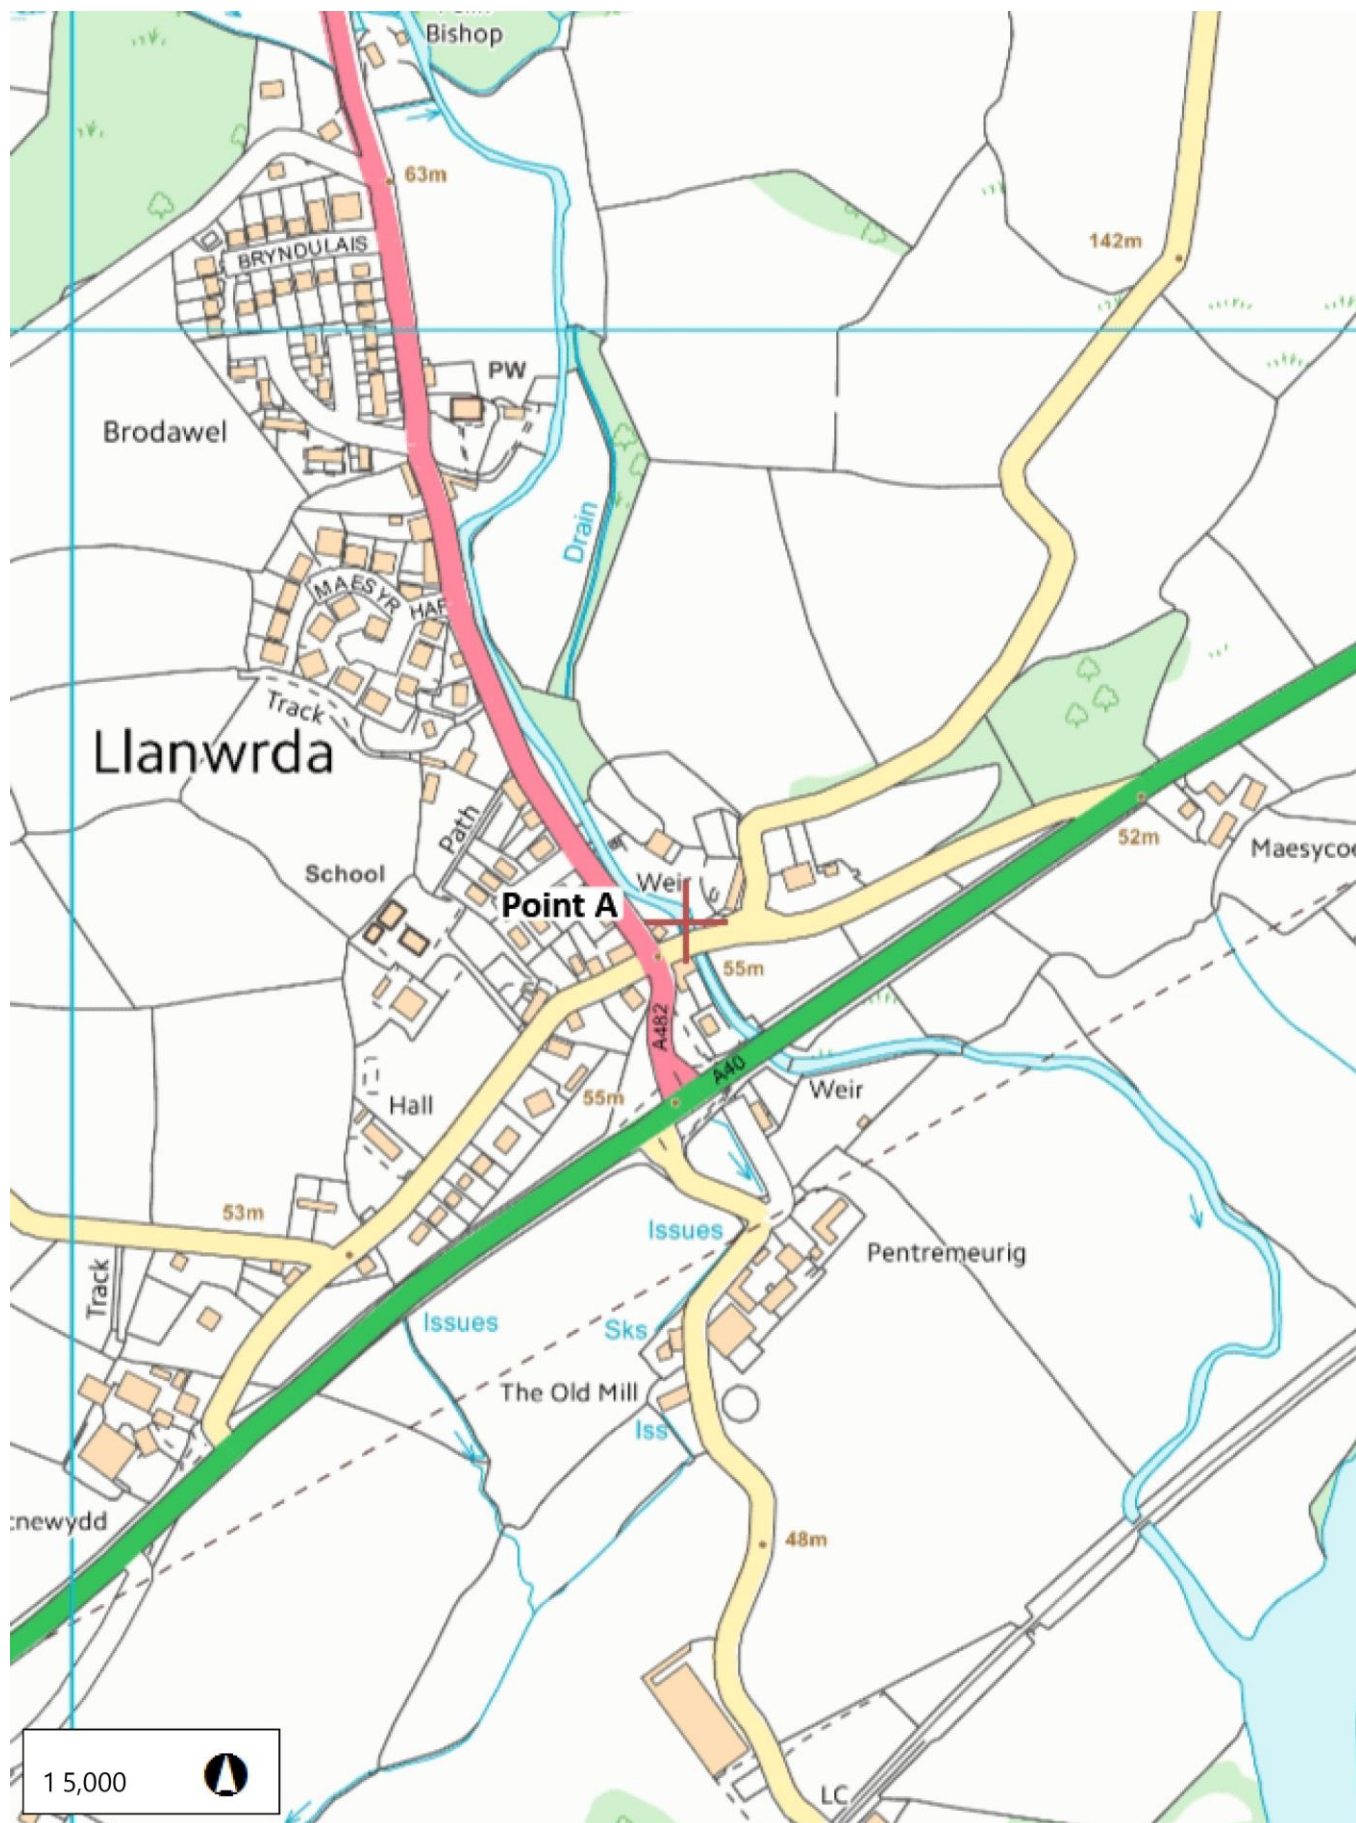 Bishop
63m
BRYNDULAIS
142m
PW
Brodawel
Drain
MAES YR HAF
Track
Llanwrda
Path
52m
Maesycoe
School
Weir
Point A
55m
A482
A40
Weir
55m
Hall
53m
Issues
Pentremeurig
Track
Issues
Sks
The Old Mill
Iss
newydd
48m
1 5,000
LC